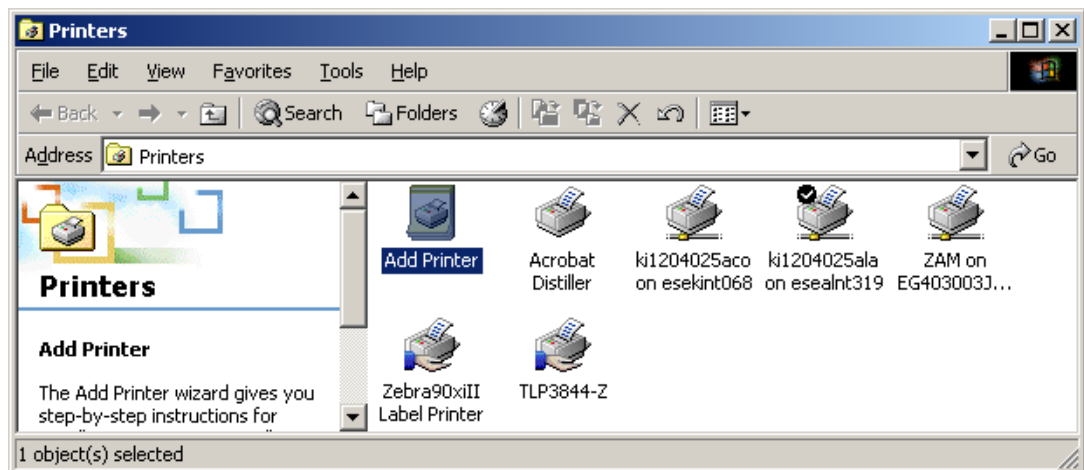 Printers
File Edit View Favorites Tools Help
Back Search Folders
Address Printers Go
Printers
Add Printer
The Add Printer wizard gives you
step-by-step instructions for
Add Printer
Acrobat
Distiller
ki1204025aco
on esekint068
ki1204025ala
on esealnt319
ZAM on
EG403003J...
Zebra90xiII
Label Printer
TLP3844-Z
1 object(s) selected